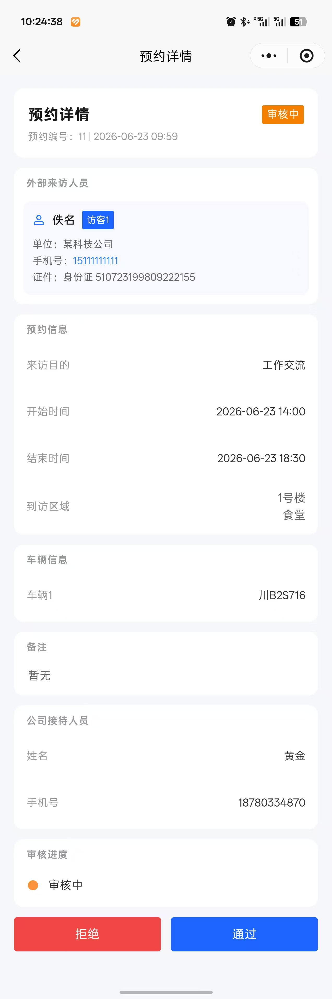 10:24:38
5G 5G 51
预约详情
预约详情
审核中
预约编号：11 | 2026-06-23 09:59
外部来访人员
佚名 访客1
单位：某科技公司
手机号：15111111111
证件：身份证 510723199809222155
预约信息
来访目的 工作交流
开始时间 2026-06-23 14:00
结束时间 2026-06-23 18:30
到访区域 1号楼
食堂
车辆信息
车辆1 川B2S716
备注
暂无
公司接待人员
姓名 黄金
手机号 18780334870
审核进度
审核中
拒绝 通过